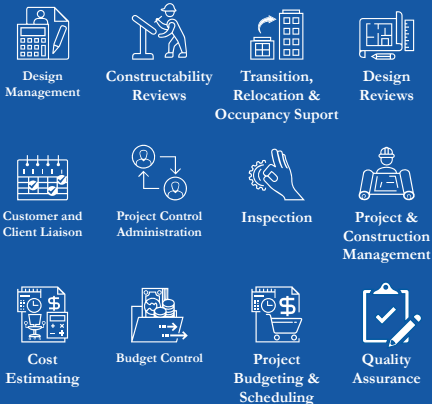 Design
Management
Constructability
Reviews
Transition,
Relocation &
Occupancy Suport
Design
Reviews
Customer and
Client Liaison
Project Control
Administration
Inspection
Project &
Construction
Management
Cost
Estimating
Budget Control
Project
Budgeting &
Scheduling
Quality
Assurance